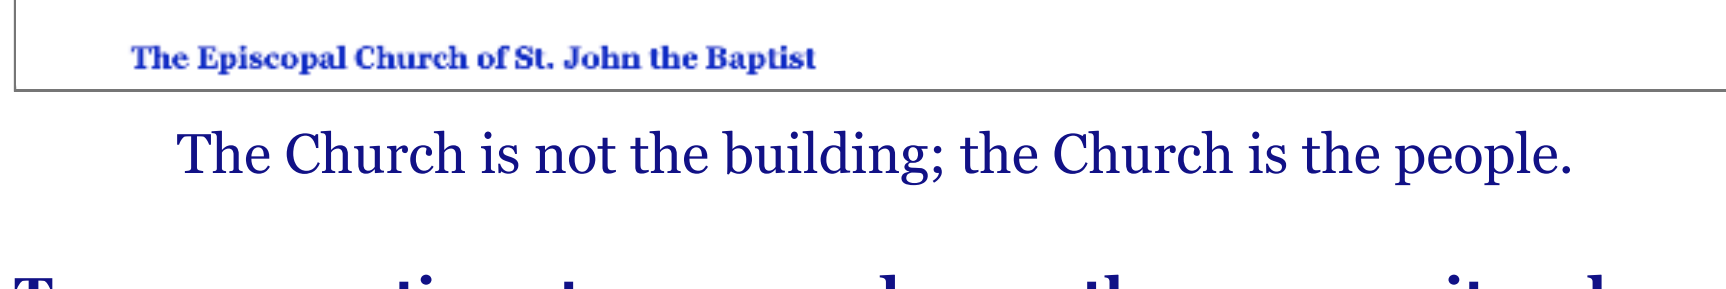 The Episcopal Church of St. John the Baptist
The Church is not the building; the Church is the people.